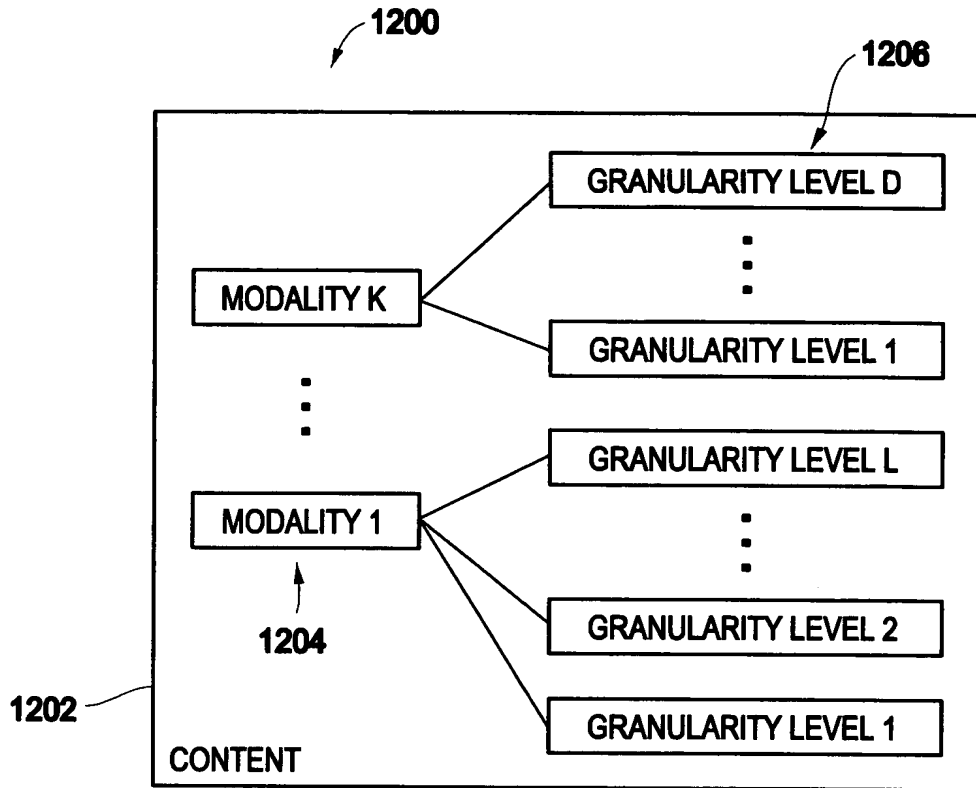 1200
1206
GRANULARITY LEVEL D
MODALITY K
GRANULARITY LEVEL 1
GRANULARITY LEVEL L
MODALITY 1
GRANULARITY LEVEL 2
1204
1202
GRANULARITY LEVEL 1
CONTENT